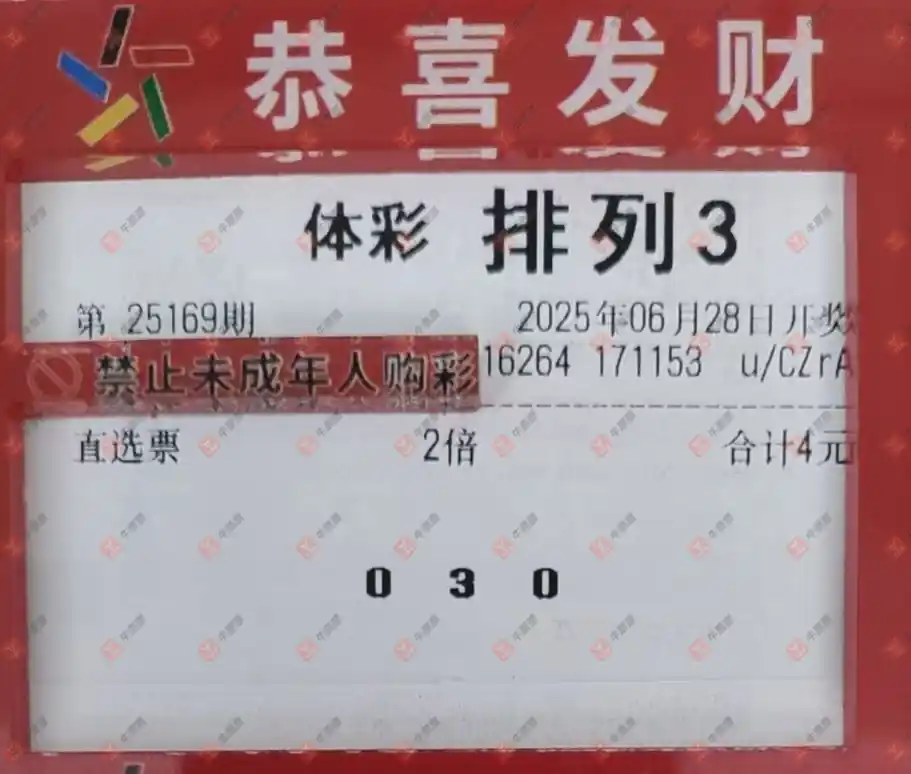 恭喜发财
体彩 排列3
第 25169期 2025年06月28日开奖
禁止未成年人购彩 16264 171153 u/CZrA
直选票 2倍 合计4元
0 3 0